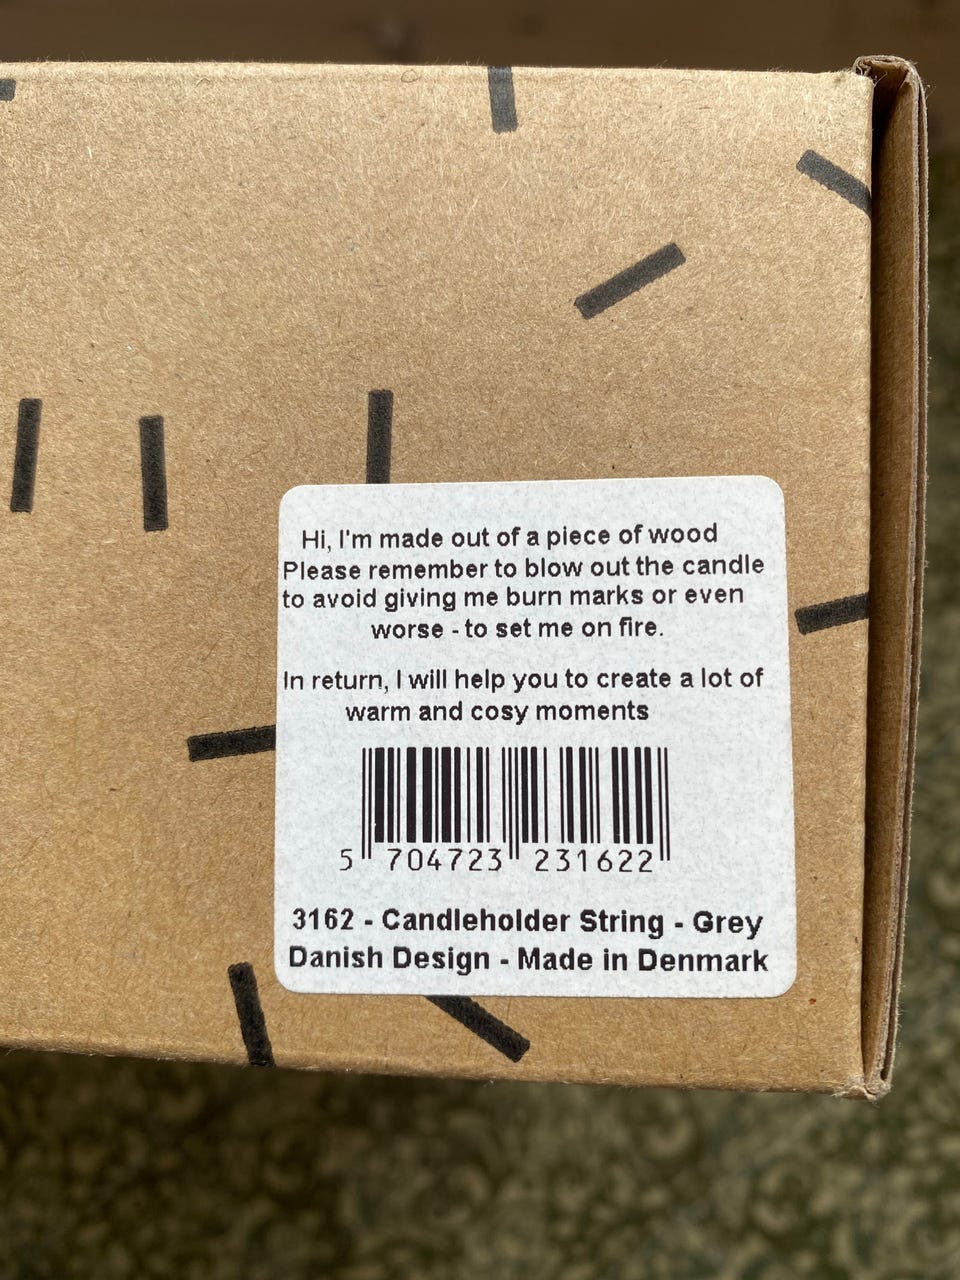 Hi, I'm made out of a piece of wood
Please remember to blow out the candle
to avoid giving me burn marks or even
worse - to set me on fire.
In return, I will help you to create a lot of
warm and cosy moments
5 704723 231622
3162 - Candleholder String - Grey
Danish Design - Made in Denmark